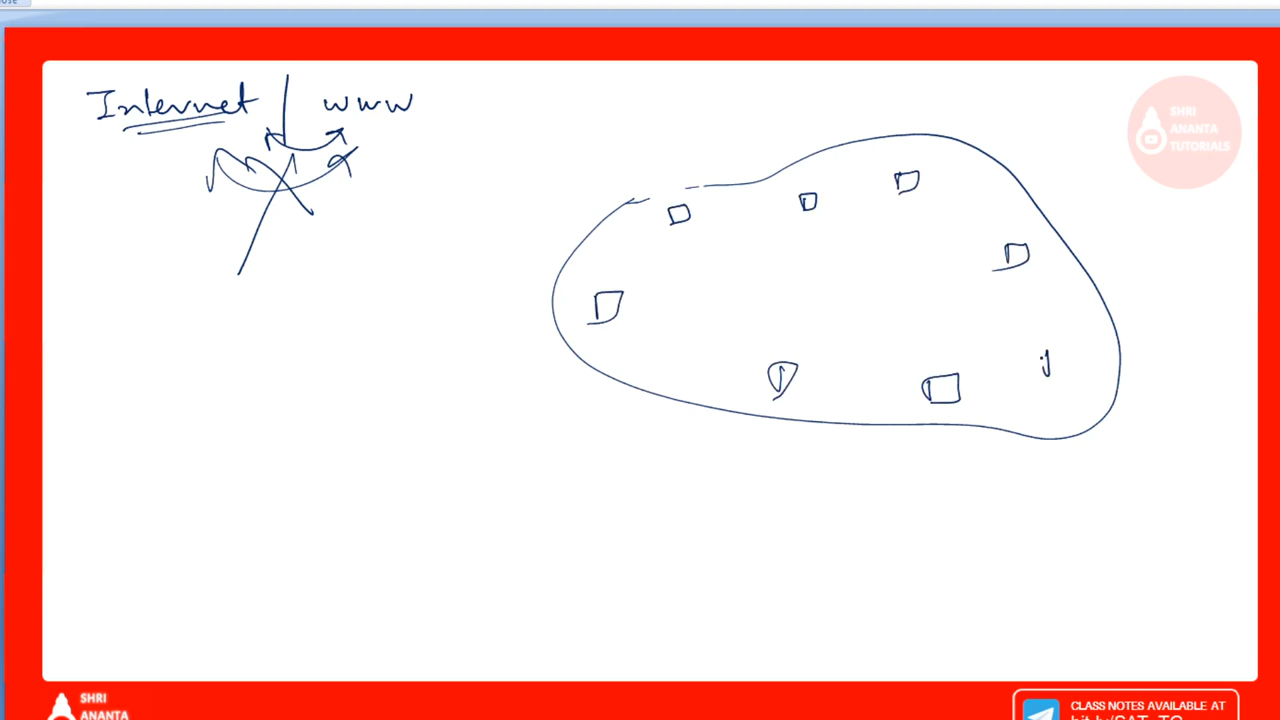 Internet | www
SHRI
ANANTA
TUTORIALS
SHRI
ANANTA
CLASS NOTES AVAILABLE AT